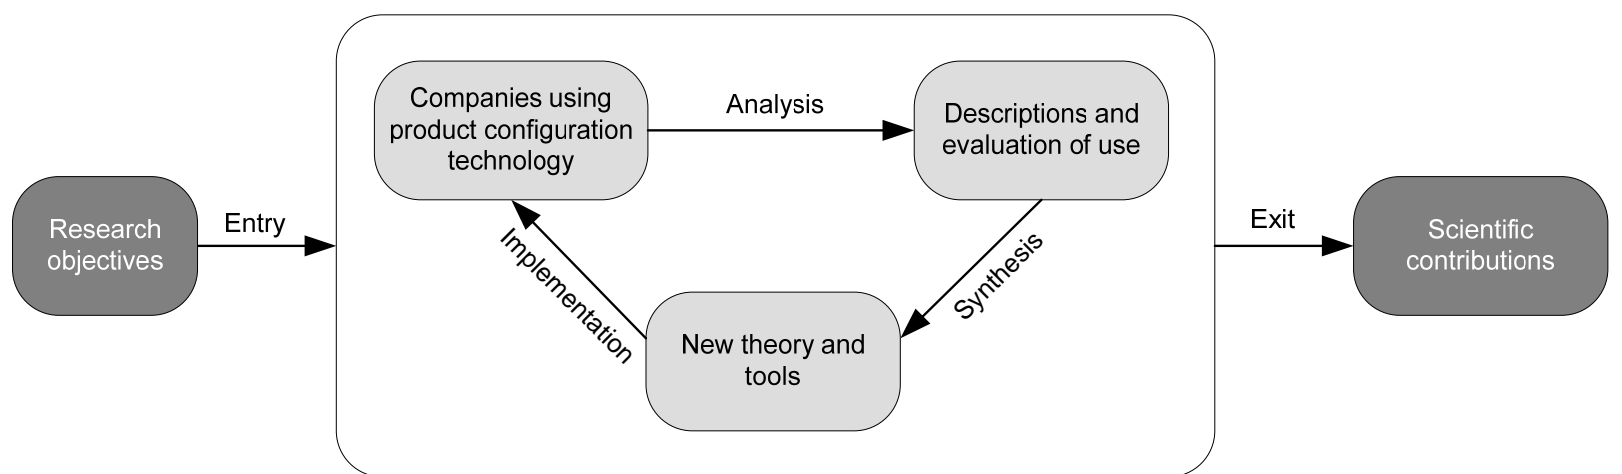 Research
objectives
Entry
Companies using
product configuration
technology
Analysis
Descriptions and
evaluation of use
Synthesis
New theory and
tools
Implementation
Exit
Scientific
contributions